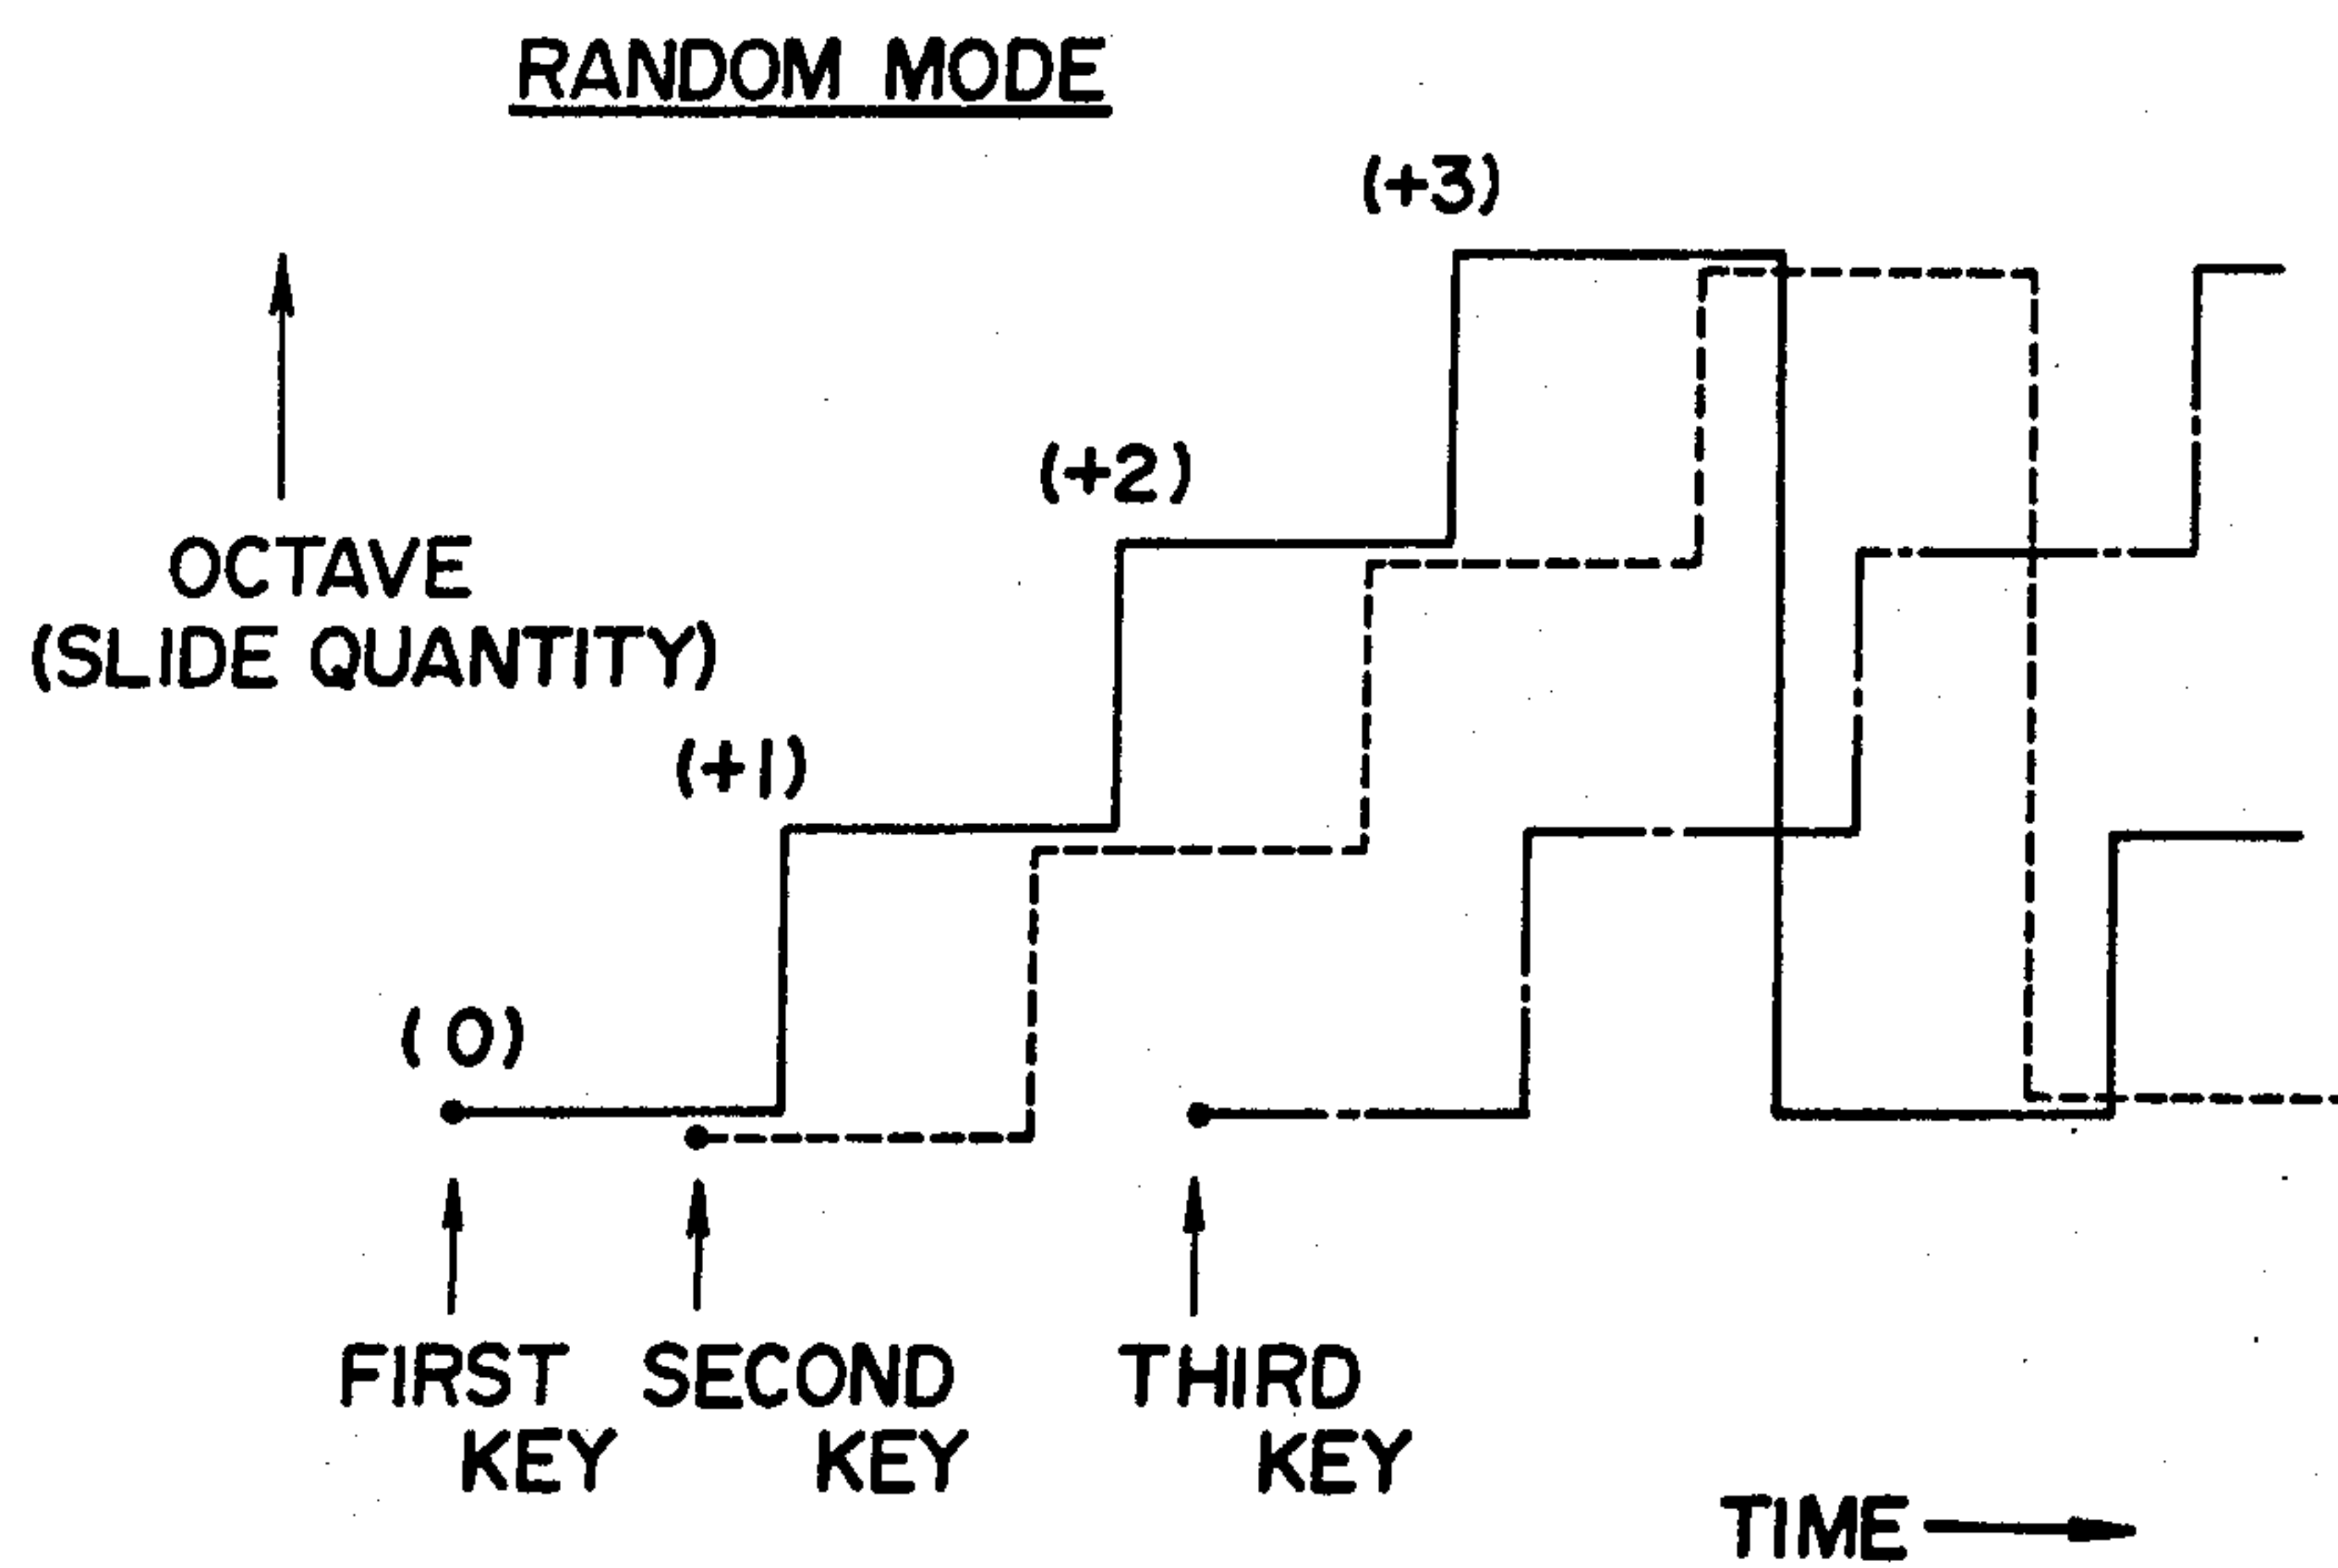 RANDOM MODE
(+3)
(+2)
OCTAVE
(SLIDE QUANTITY)
(+1)
(0)
FIRST KEY
SECOND KEY
THIRD KEY
TIME